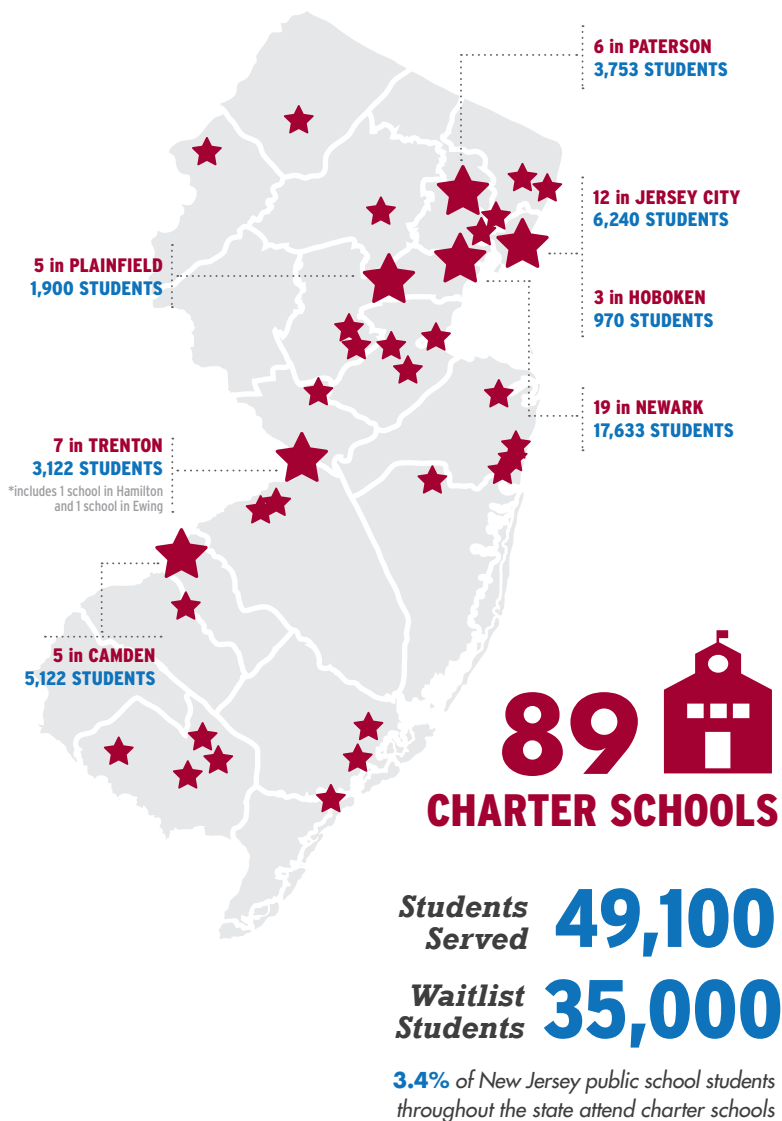 6 in PATERSON
3,753 STUDENTS
12 in JERSEY CITY
6,240 STUDENTS
5 in PLAINFIELD
1,900 STUDENTS
3 in HOBOKEN
970 STUDENTS
19 in NEWARK
17,633 STUDENTS
7 in TRENTON
3,122 STUDENTS
*includes 1 school in Hamilton
and 1 school in Ewing
5 in CAMDEN
5,122 STUDENTS
89
CHARTER SCHOOLS
Students
Served 49,100
Waitlist
Students 35,000
3.4% of New Jersey public school students
throughout the state attend charter schools